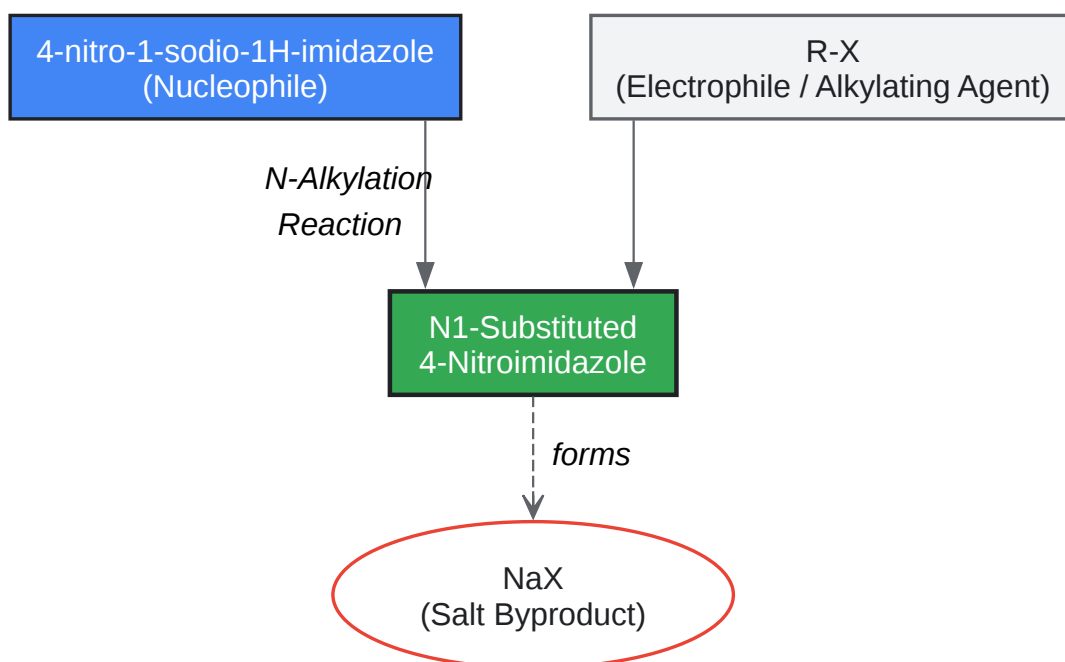 4-nitro-1-sodio-1H-imidazole
(Nucleophile)
R-X
(Electrophile / Alkylating Agent)
N-Alkylation
Reaction
N1-Substituted
4-Nitroimidazole
forms
NaX
(Salt Byproduct)